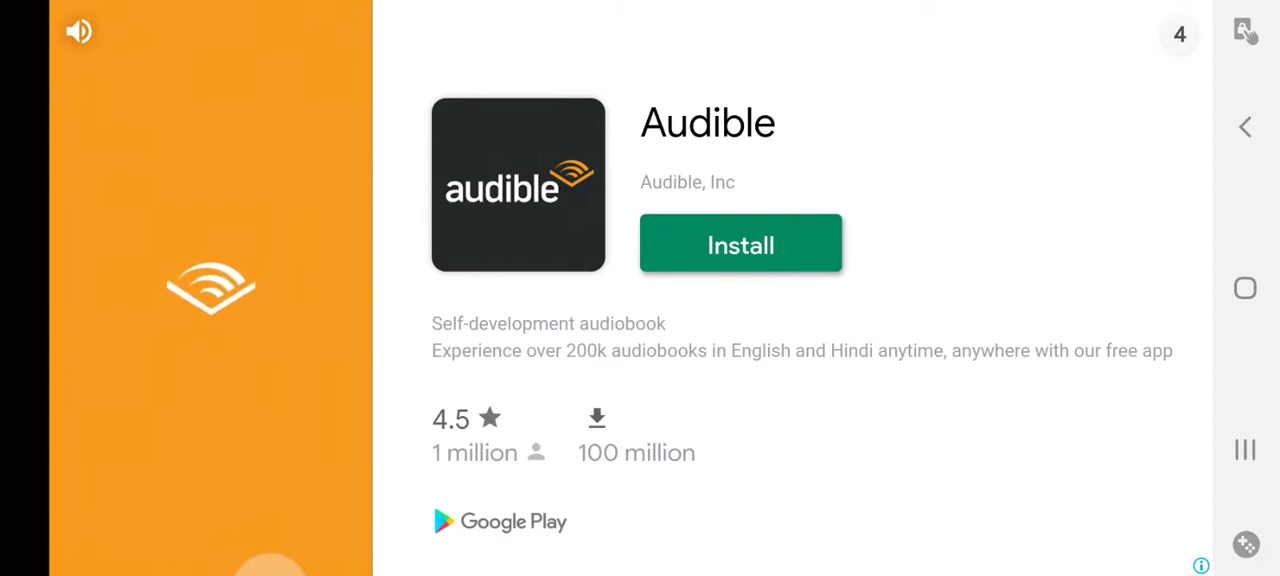 4
audible
Audible
Audible, Inc
Install
Self-development audiobook
Experience over 200k audiobooks in English and Hindi anytime, anywhere with our free app
4.5
1 million
100 million
Google Play